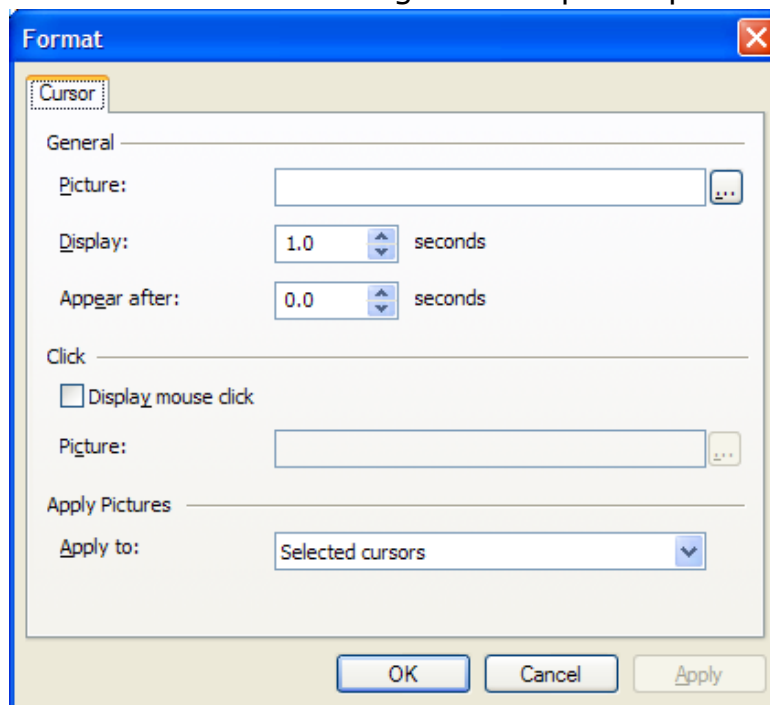 Format
Cursor
General
Picture:
...
Display: 1.0 seconds
Appear after: 0.0 seconds
Click
Display mouse click
Picture:
...
Apply Pictures
Apply to: Selected cursors
OK Cancel Apply